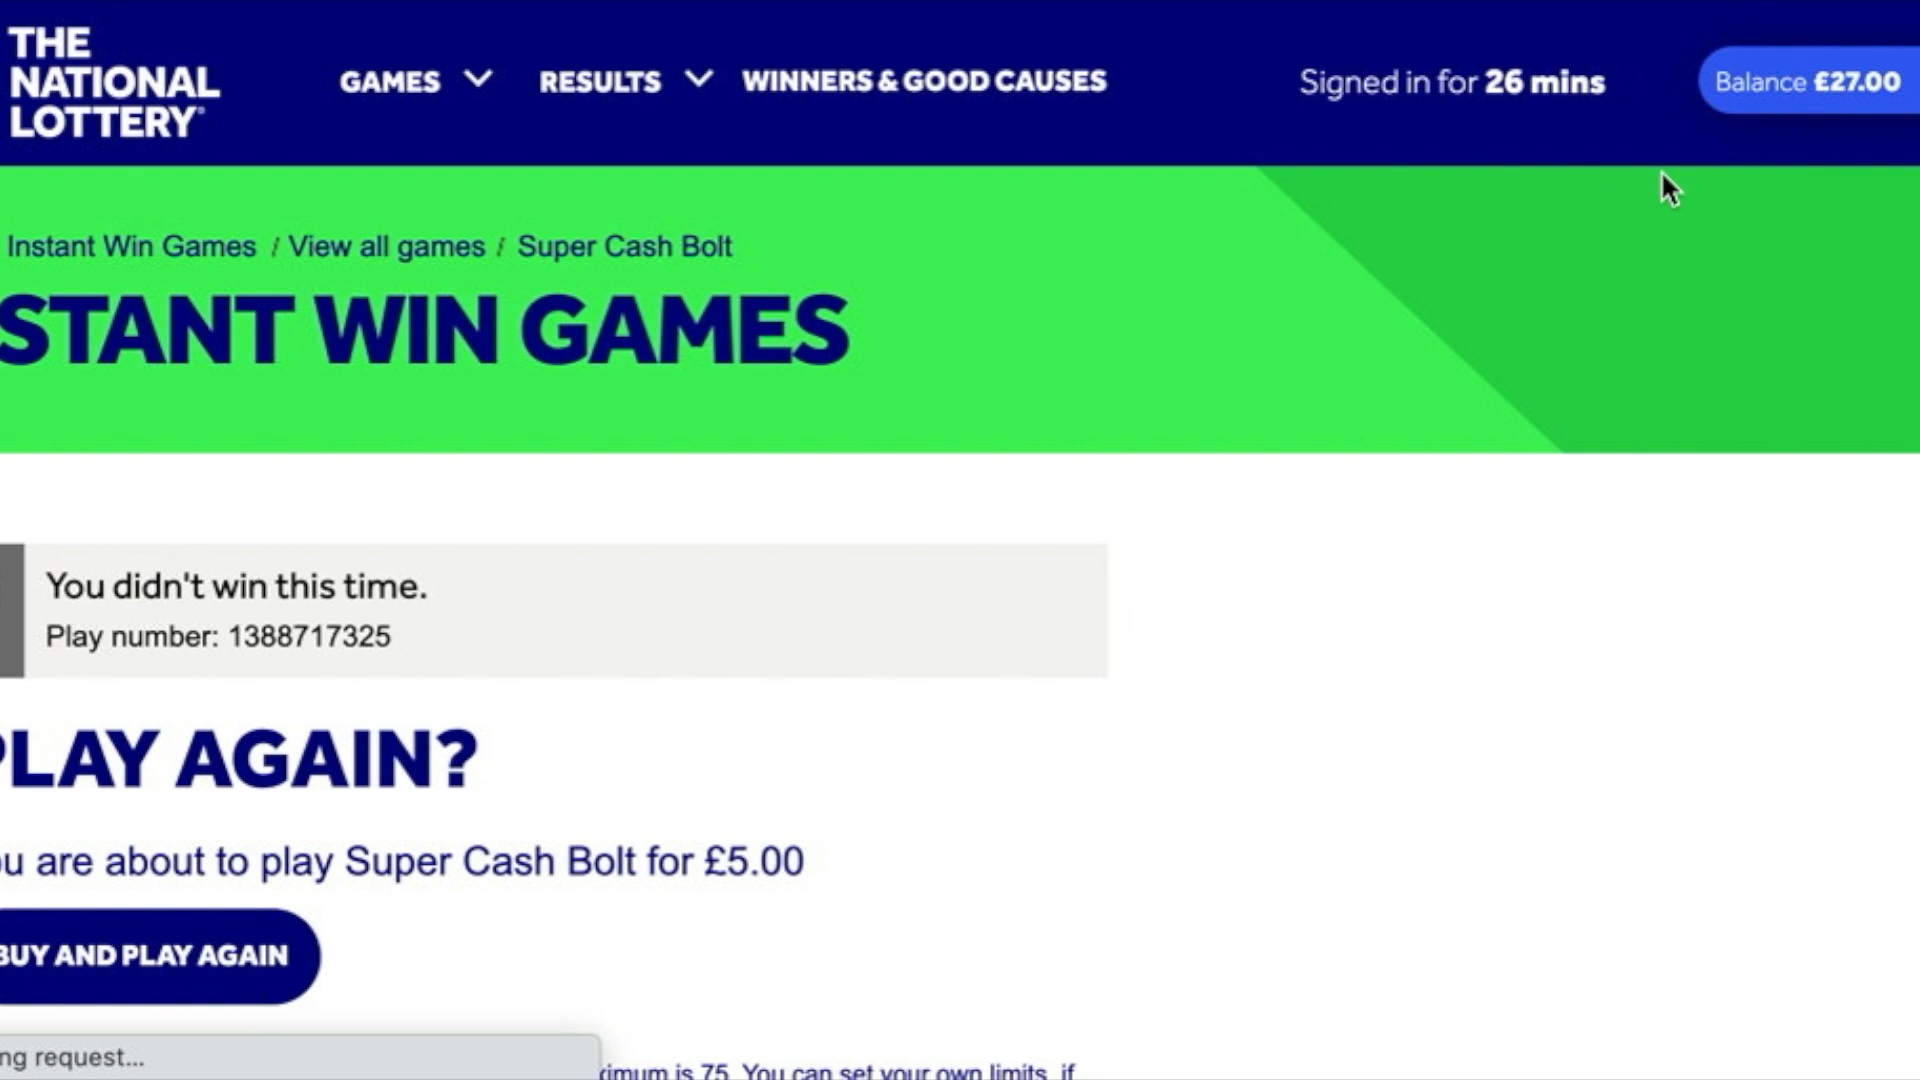 THE
NATIONAL
LOTTERY
GAMES RESULTS WINNERS & GOOD CAUSES Signed in for 26 mins Balance £27.00
Instant Win Games / View all games / Super Cash Bolt
STANT WIN GAMES
You didn't win this time.
Play number: 1388717325
PLAY AGAIN?
ou are about to play Super Cash Bolt for £5.00
BUY AND PLAY AGAIN
ng request...
ximum is 75. You can set your own limits, if